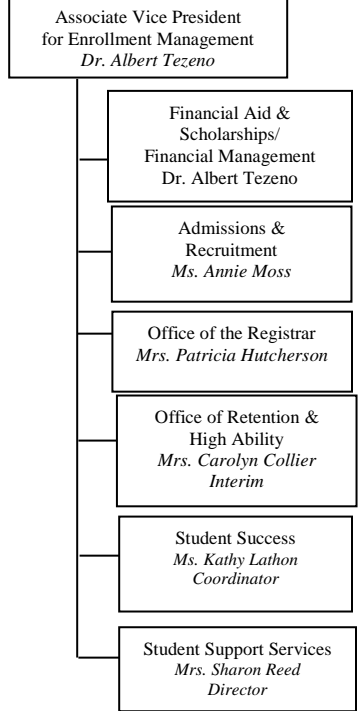 Associate Vice President
for Enrollment Management
Dr. Albert Tezeno
Financial Aid &
Scholarships/
Financial Management
Dr. Albert Tezeno
Admissions &
Recruitment
Ms. Annie Moss
Office of the Registrar
Mrs. Patricia Hutcherson
Office of Retention &
High Ability
Mrs. Carolyn Collier
Interim
Student Success
Ms. Kathy Lathon
Coordinator
Student Support Services
Mrs. Sharon Reed
Director